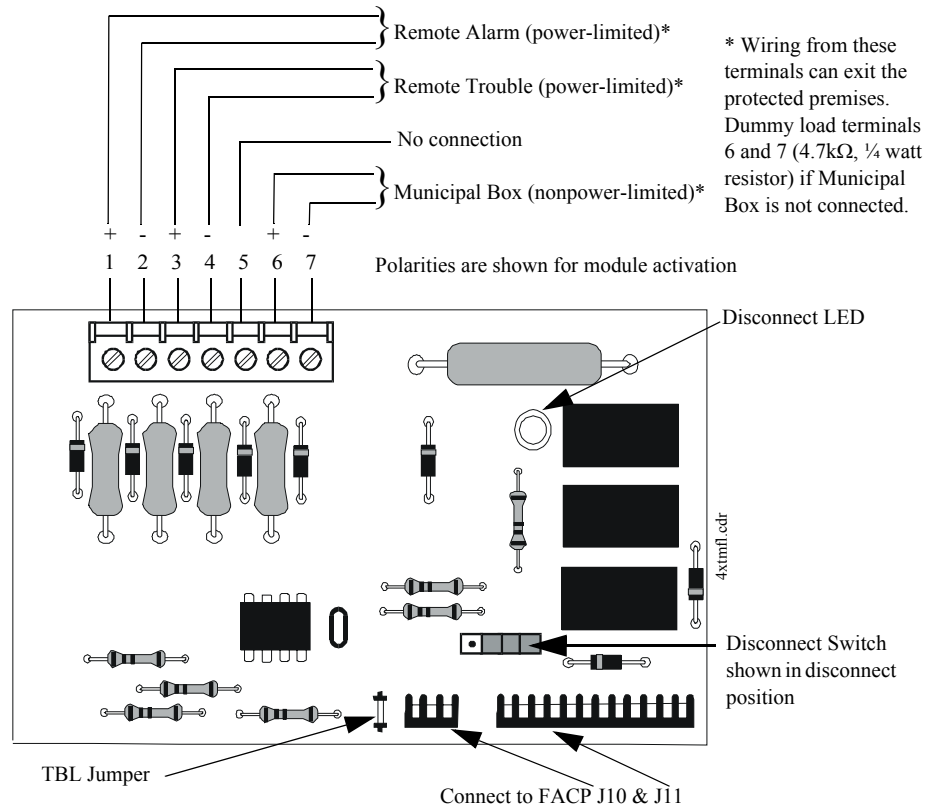 Remote Alarm (power-limited)*
Remote Trouble (power-limited)*
No connection
Municipal Box (nonpower-limited)*
* Wiring from these
terminals can exit the
protected premises.
Dummy load terminals
6 and 7 (4.7kΩ, ¼ watt
resistor) if Municipal
Box is not connected.
+ - + - + -
1 2 3 4 5 6 7
Polarities are shown for module activation
Disconnect LED
4xtmfl.cdr
Disconnect Switch
shown in disconnect
position
TBL Jumper
Connect to FACP J10 & J11